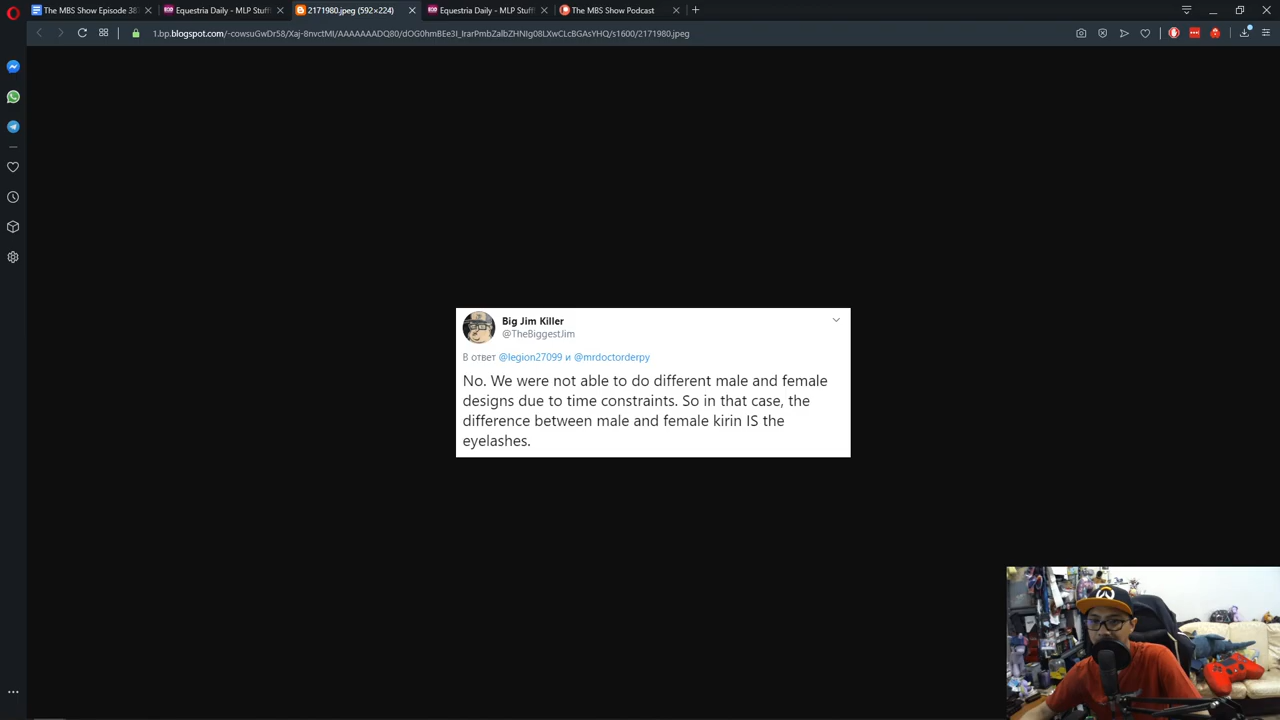 The MBS Show Episode 38
Equestria Daily - MLP Stuff!
2171980.jpeg (592×224)
Equestria Daily - MLP Stuff!
The MBS Show Podcast
Big Jim Killer
@TheBiggestJim
В ответ @legion27099 и @mrdoctorderpy
No. We were not able to do different male and female
designs due to time constraints. So in that case, the
difference between male and female kirin IS the
eyelashes.